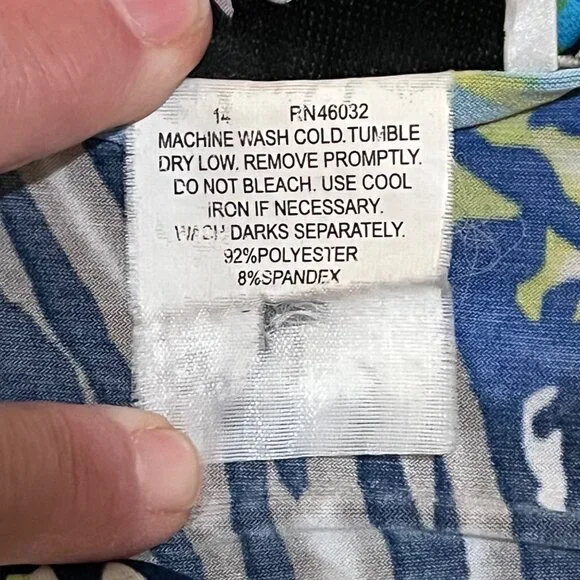 14 RN46032
MACHINE WASH COLD. TUMBLE
DRY LOW. REMOVE PROMPTLY.
DO NOT BLEACH. USE COOL
IRON IF NECESSARY.
WASH DARKS SEPARATELY.
92%POLYESTER
8%SPANDEX